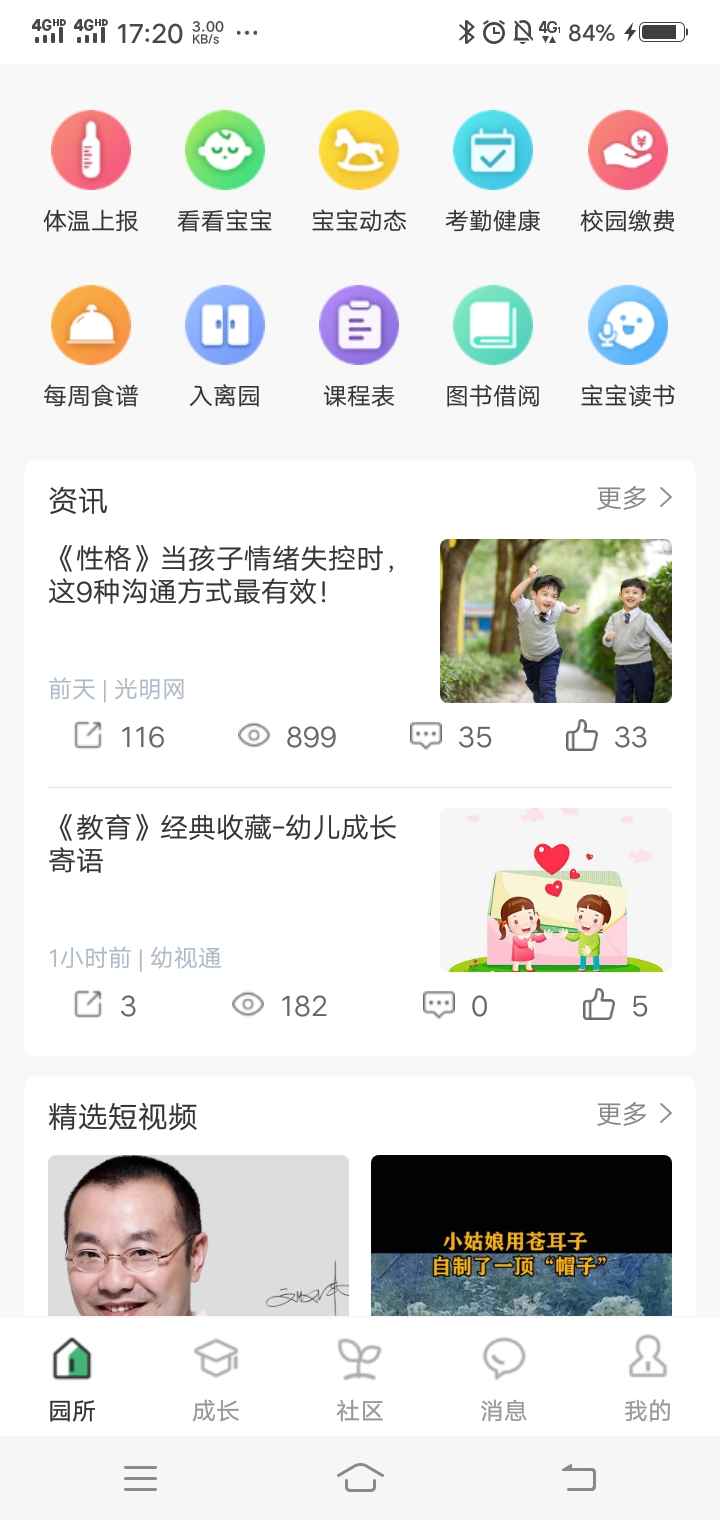 4GHD 4GHD 17:20 3.00 KB/s ··· 4G 84%
体温上报 看看宝宝 宝宝动态 考勤健康 校园缴费
每周食谱 入离园 课程表 图书借阅 宝宝读书
资讯 更多
《性格》当孩子情绪失控时，
这9种沟通方式最有效！
前天 | 光明网
116 899 35 33
《教育》经典收藏-幼儿成长
寄语
1小时前 | 幼视通
3 182 0 5
精选短视频 更多
小姑娘用苍耳子
自制了一顶“帽子”
园所 成长 社区 消息 我的